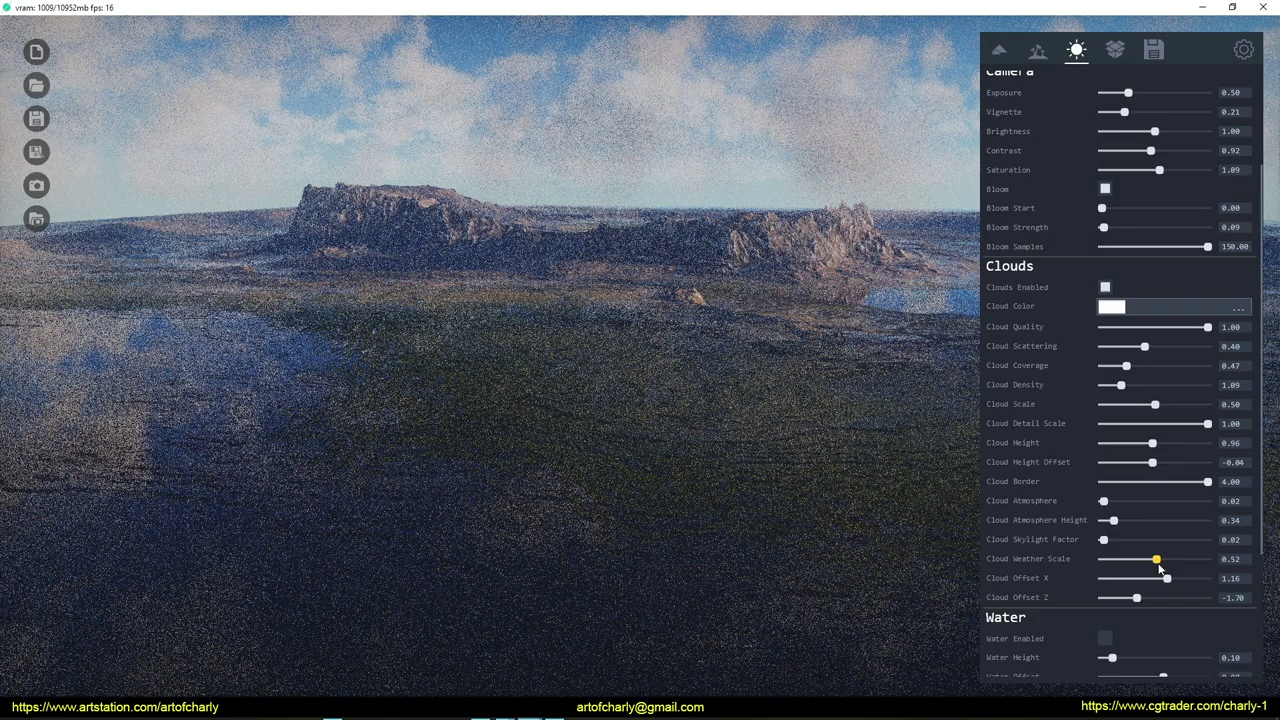 vram: 1009/10952mb fps: 16
Camera
Exposure 0.50
Vignette 0.21
Brightness 1.00
Contrast 0.92
Saturation 1.09
Bloom
Bloom Start 0.00
Bloom Strength 0.09
Bloom Samples 150.00
Clouds
Clouds Enabled
Cloud Color ...
Cloud Quality 1.00
Cloud Scattering 0.40
Cloud Coverage 0.47
Cloud Density 1.09
Cloud Scale 0.50
Cloud Detail Scale 1.00
Cloud Height 0.96
Cloud Height Offset -0.04
Cloud Border 4.00
Cloud Atmosphere 0.02
Cloud Atmosphere Height 0.34
Cloud Skylight Factor 0.02
Cloud Weather Scale 0.52
Cloud Offset X 1.16
Cloud Offset Z -1.70
Water
Water Enabled
Water Height 0.10
Water Offset
https://www.artstation.com/artofcharly artofcharly@gmail.com https://www.cgtrader.com/charly-1